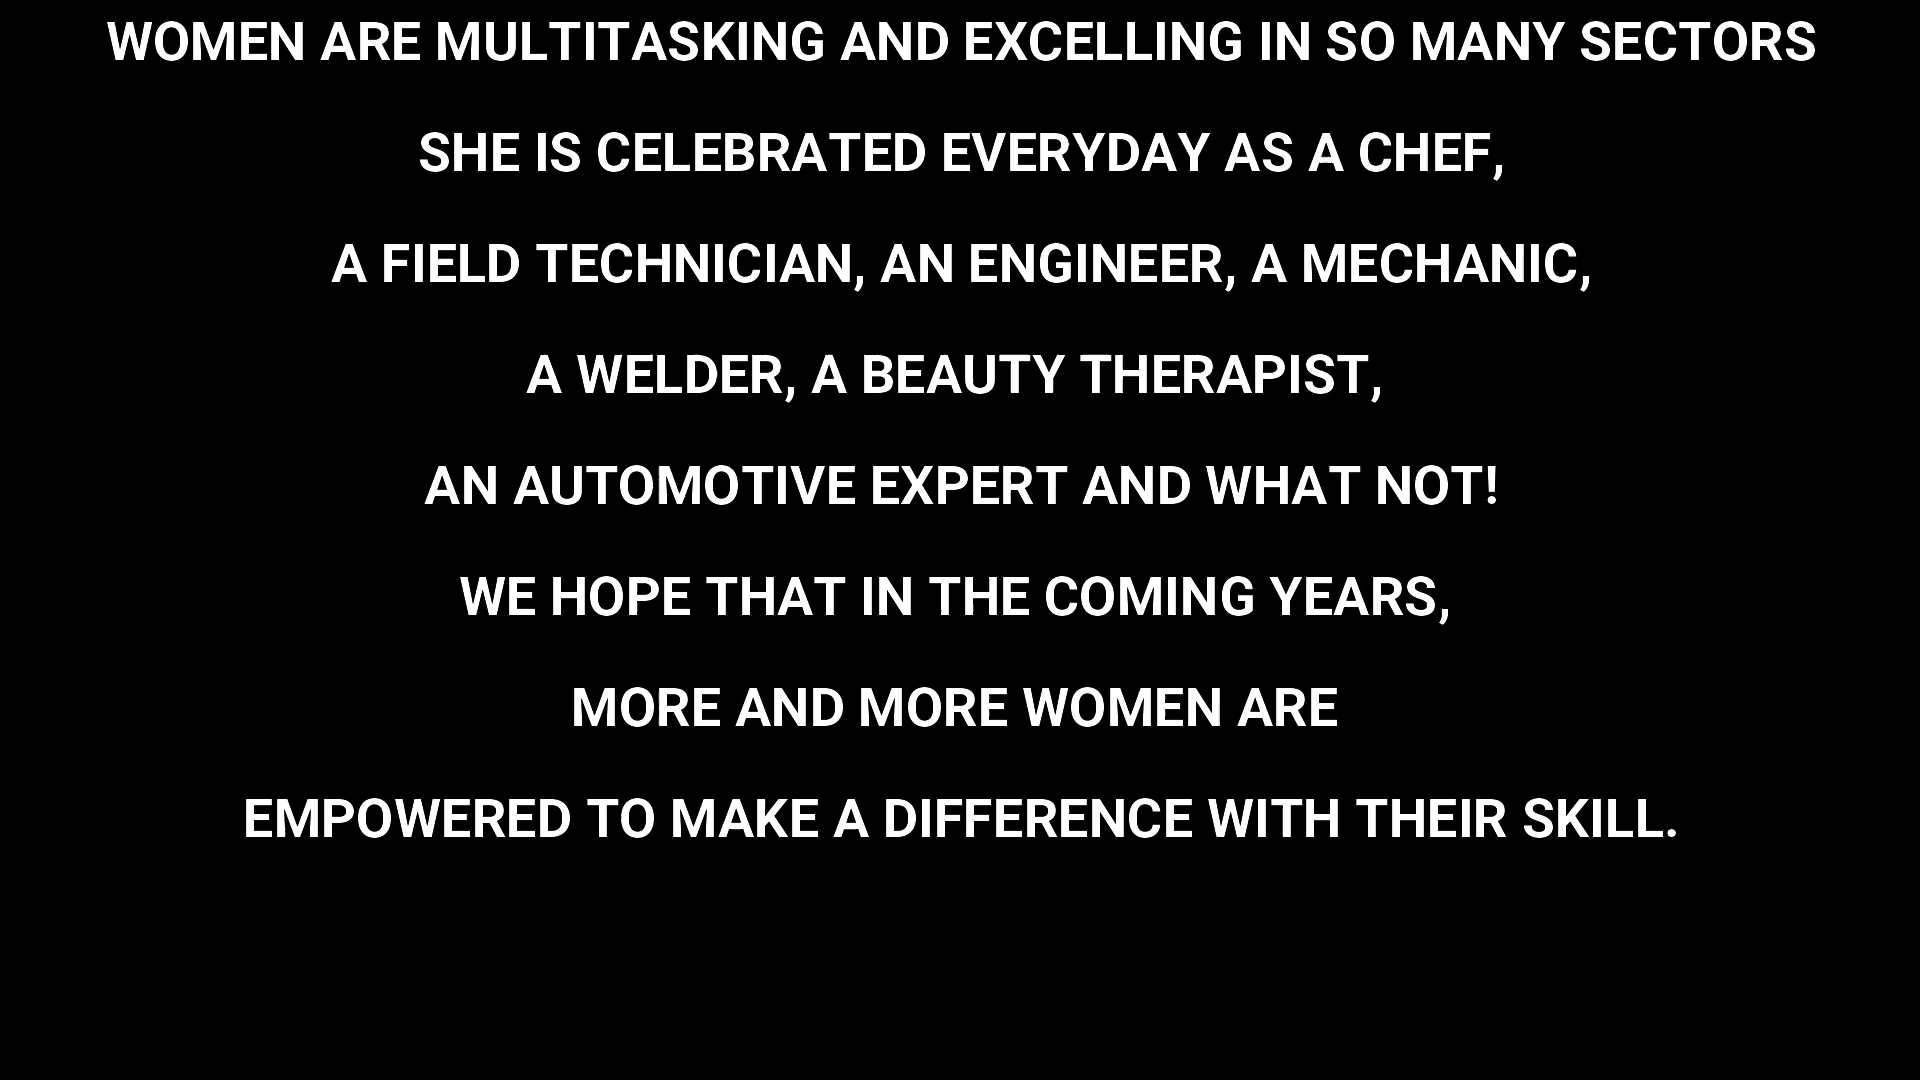 WOMEN ARE MULTITASKING AND EXCELLING IN SO MANY SECTORS
SHE IS CELEBRATED EVERYDAY AS A CHEF,
A FIELD TECHNICIAN, AN ENGINEER, A MECHANIC,
A WELDER, A BEAUTY THERAPIST,
AN AUTOMOTIVE EXPERT AND WHAT NOT!
WE HOPE THAT IN THE COMING YEARS,
MORE AND MORE WOMEN ARE
EMPOWERED TO MAKE A DIFFERENCE WITH THEIR SKILL.